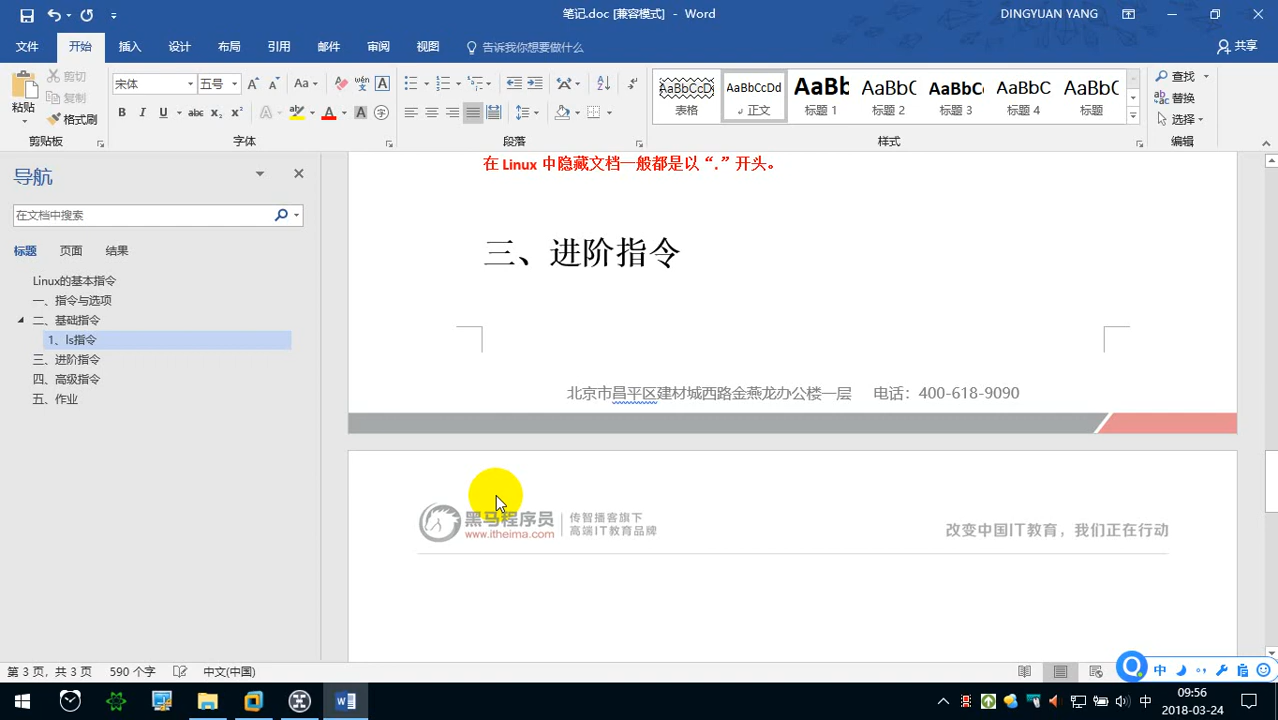 笔记.doc [兼容模式] - Word
DINGYUAN YANG
文件 开始 插入 设计 布局 引用 邮件 审阅 视图 告诉我你想要做什么 共享
粘贴 剪切 复制 格式刷
宋体 五号 Aa wén A
B I U abc x₂ x² A A A 字
AaBbCcDd AaBbCcDd AaBb AaBbC AaBbC AaBbC AaBbC
表格 正文 标题 1 标题 2 标题 3 标题 4 标题
查找
替换
选择
剪贴板 字体 段落 样式 编辑
导航
在文档中搜索
标题 页面 结果
Linux的基本指令
一、指令与选项
二、基础指令
1、ls指令
三、进阶指令
四、高级指令
五、作业
在 Linux 中隐藏文档一般都是以“.”开头。
三、进阶指令
北京市昌平区建材城西路金燕龙办公楼一层 电话：400-618-9090
黑马程序员
www.itheima.com
传智播客旗下
高端IT教育品牌
改变中国IT教育，我们正在行动
第 3 页，共 3 页 590 个字 中文(中国)
中
中
09:56
2018-03-24